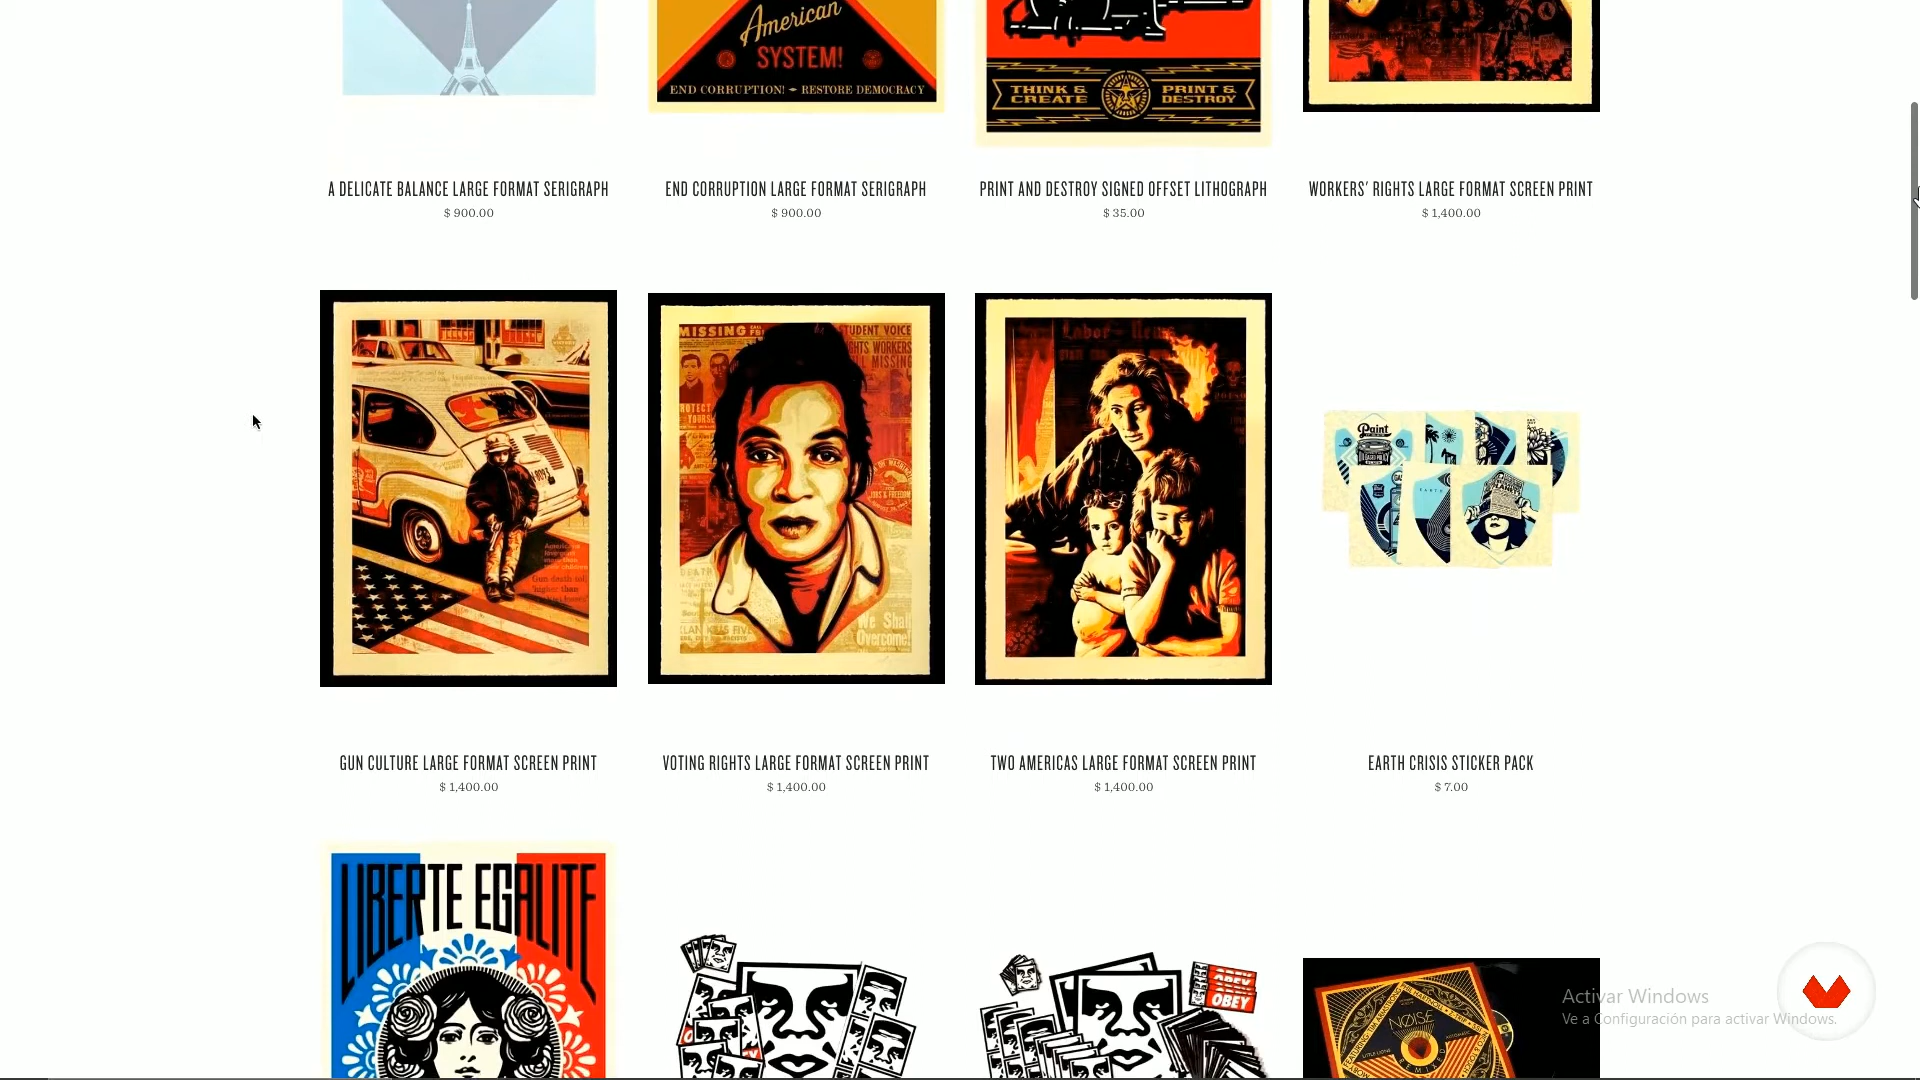 American
SYSTEM!
END CORRUPTION! RESTORE DEMOCRACY
THINK &
CREATE
PRINT &
DESTROY
A DELICATE BALANCE LARGE FORMAT SERIGRAPH
$ 900.00
END CORRUPTION LARGE FORMAT SERIGRAPH
$ 900.00
PRINT AND DESTROY SIGNED OFFSET LITHOGRAPH
$ 35.00
WORKERS' RIGHTS LARGE FORMAT SCREEN PRINT
$ 1,400.00
MISSING
STUDENT VOICE
We Shall
Overcome!
Labor News
Paint
GUN CULTURE LARGE FORMAT SCREEN PRINT
$ 1,400.00
VOTING RIGHTS LARGE FORMAT SCREEN PRINT
$ 1,400.00
TWO AMERICAS LARGE FORMAT SCREEN PRINT
$ 1,400.00
EARTH CRISIS STICKER PACK
$ 7.00
LIBERTE EGALITE
OBEY
NOISE
Activar Windows
Ve a Configuración para activar Windows.